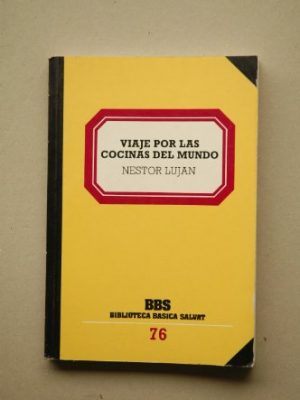 VIAJE POR LAS
COCINAS DEL MUNDO
NESTOR LUJAN
BBS
BIBLIOTECA BASICA SALVAT
76